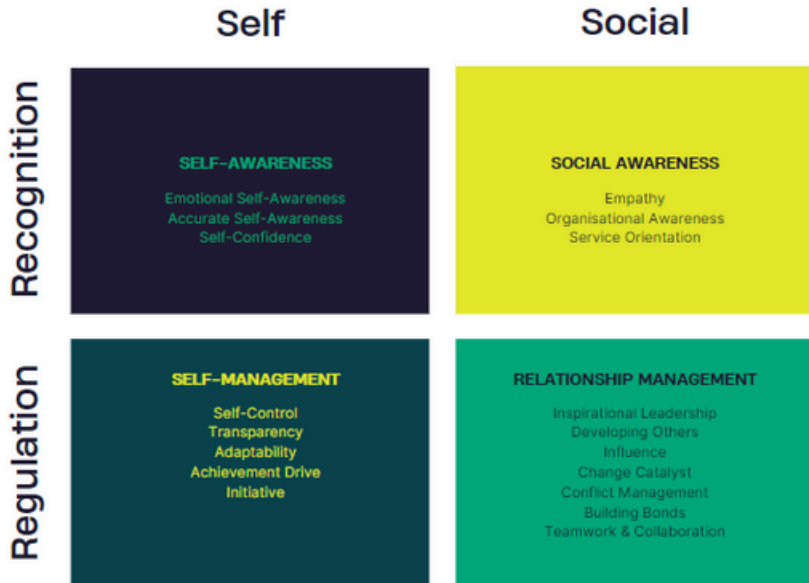 Self
Social
Recognition
SELF-AWARENESS
Emotional Self-Awareness
Accurate Self-Awareness
Self-Confidence
SOCIAL AWARENESS
Empathy
Organisational Awareness
Service Orientation
Regulation
SELF-MANAGEMENT
Self-Control
Transparency
Adaptability
Achievement Drive
Initiative
RELATIONSHIP MANAGEMENT
Inspirational Leadership
Developing Others
Influence
Change Catalyst
Conflict Management
Building Bonds
Teamwork & Collaboration